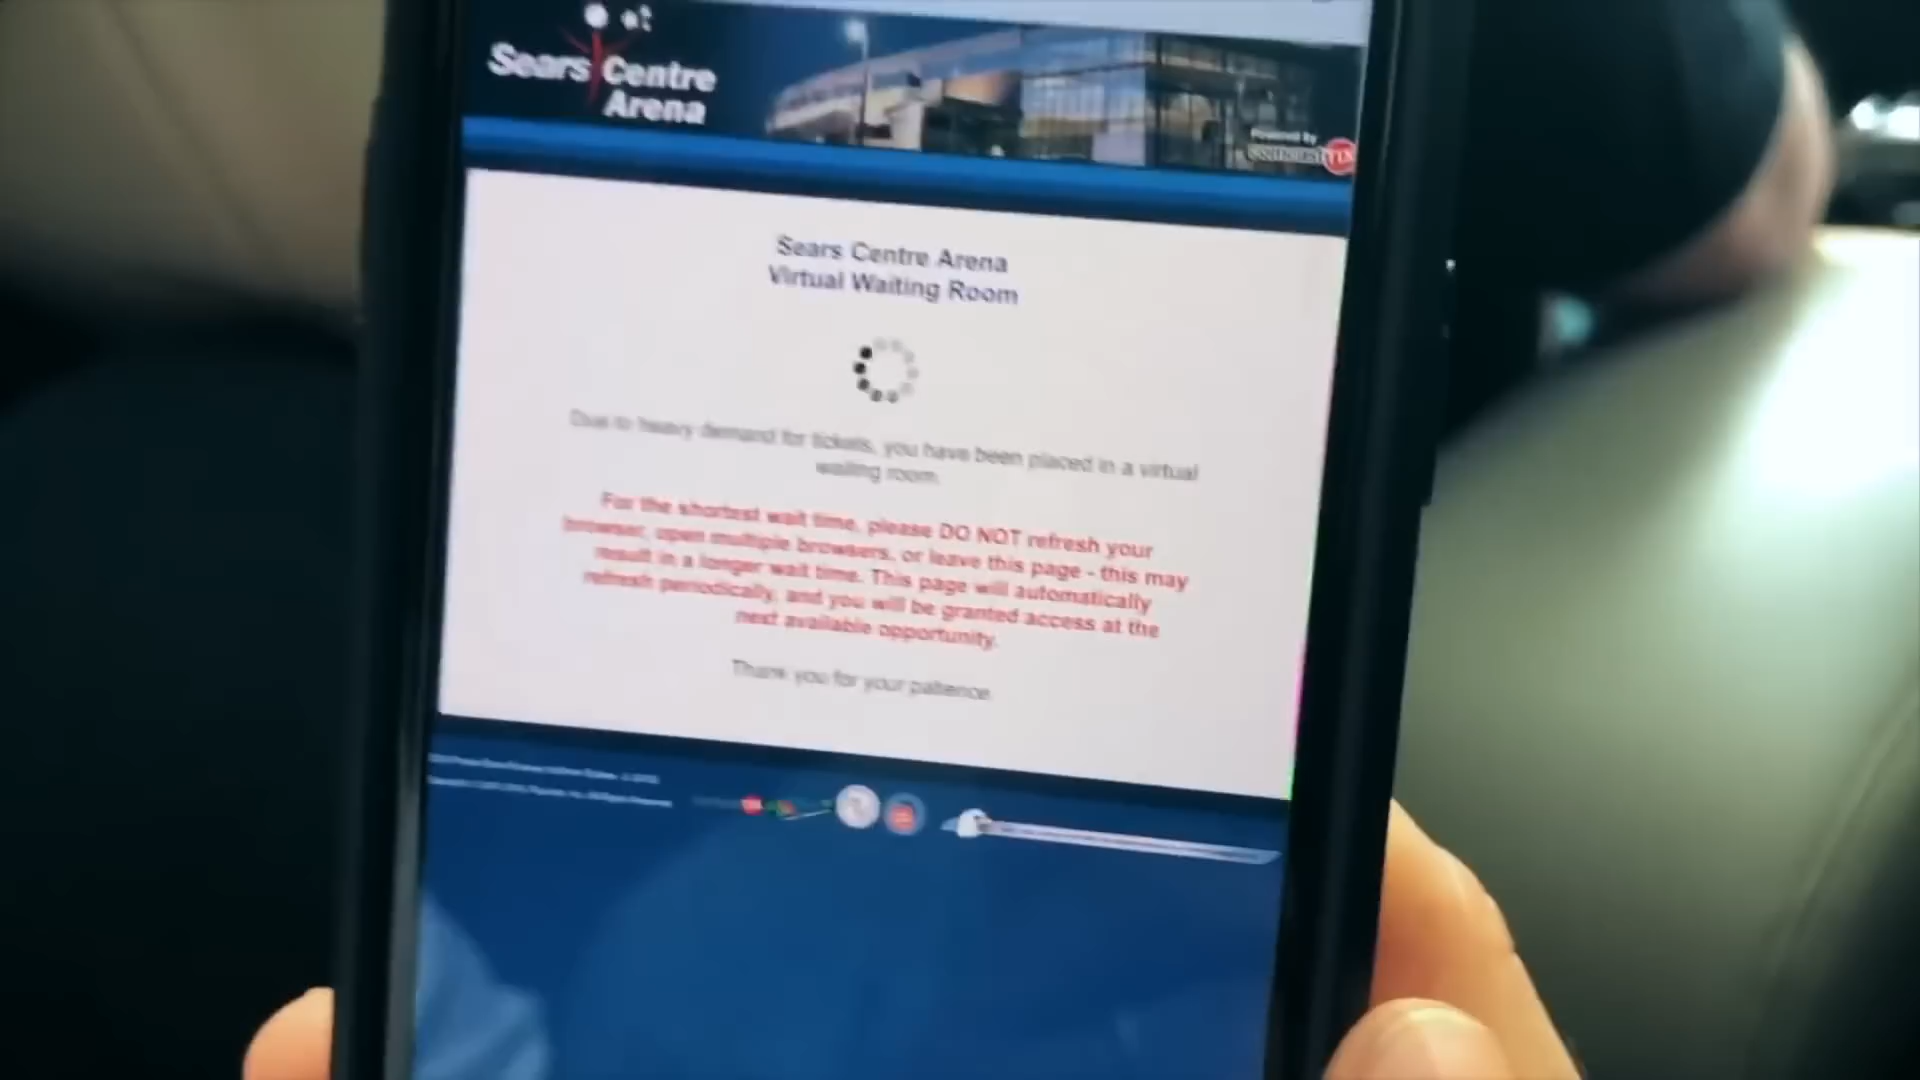 Sears Centre
Arena
Powered by
comcastTIX
Sears Centre Arena
Virtual Waiting Room
Due to heavy demand for tickets, you have been placed in a virtual
waiting room.
For the shortest wait time, please DO NOT refresh your
browser, open multiple browsers, or leave this page - this may
result in a longer wait time. This page will automatically
refresh periodically, and you will be granted access at the
next available opportunity.
Thank you for your patience.